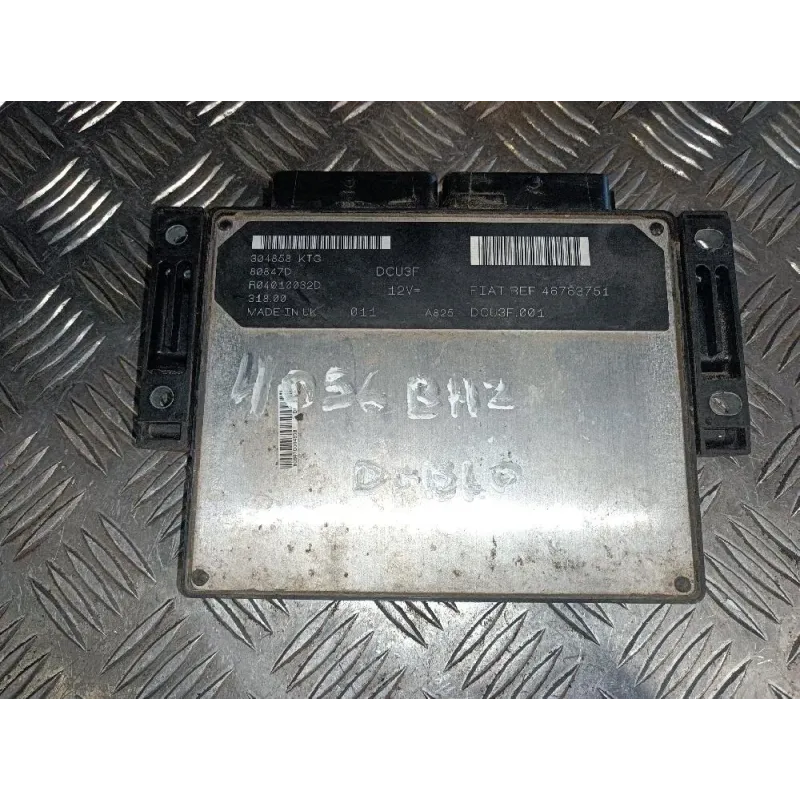 304858 KTG
80847D DCU3F
R04010032D 12V= FIAT REF 46783751
318.00
MADE IN UK 011 A825 DCU3F.001
4056 BHZ
DOBLO